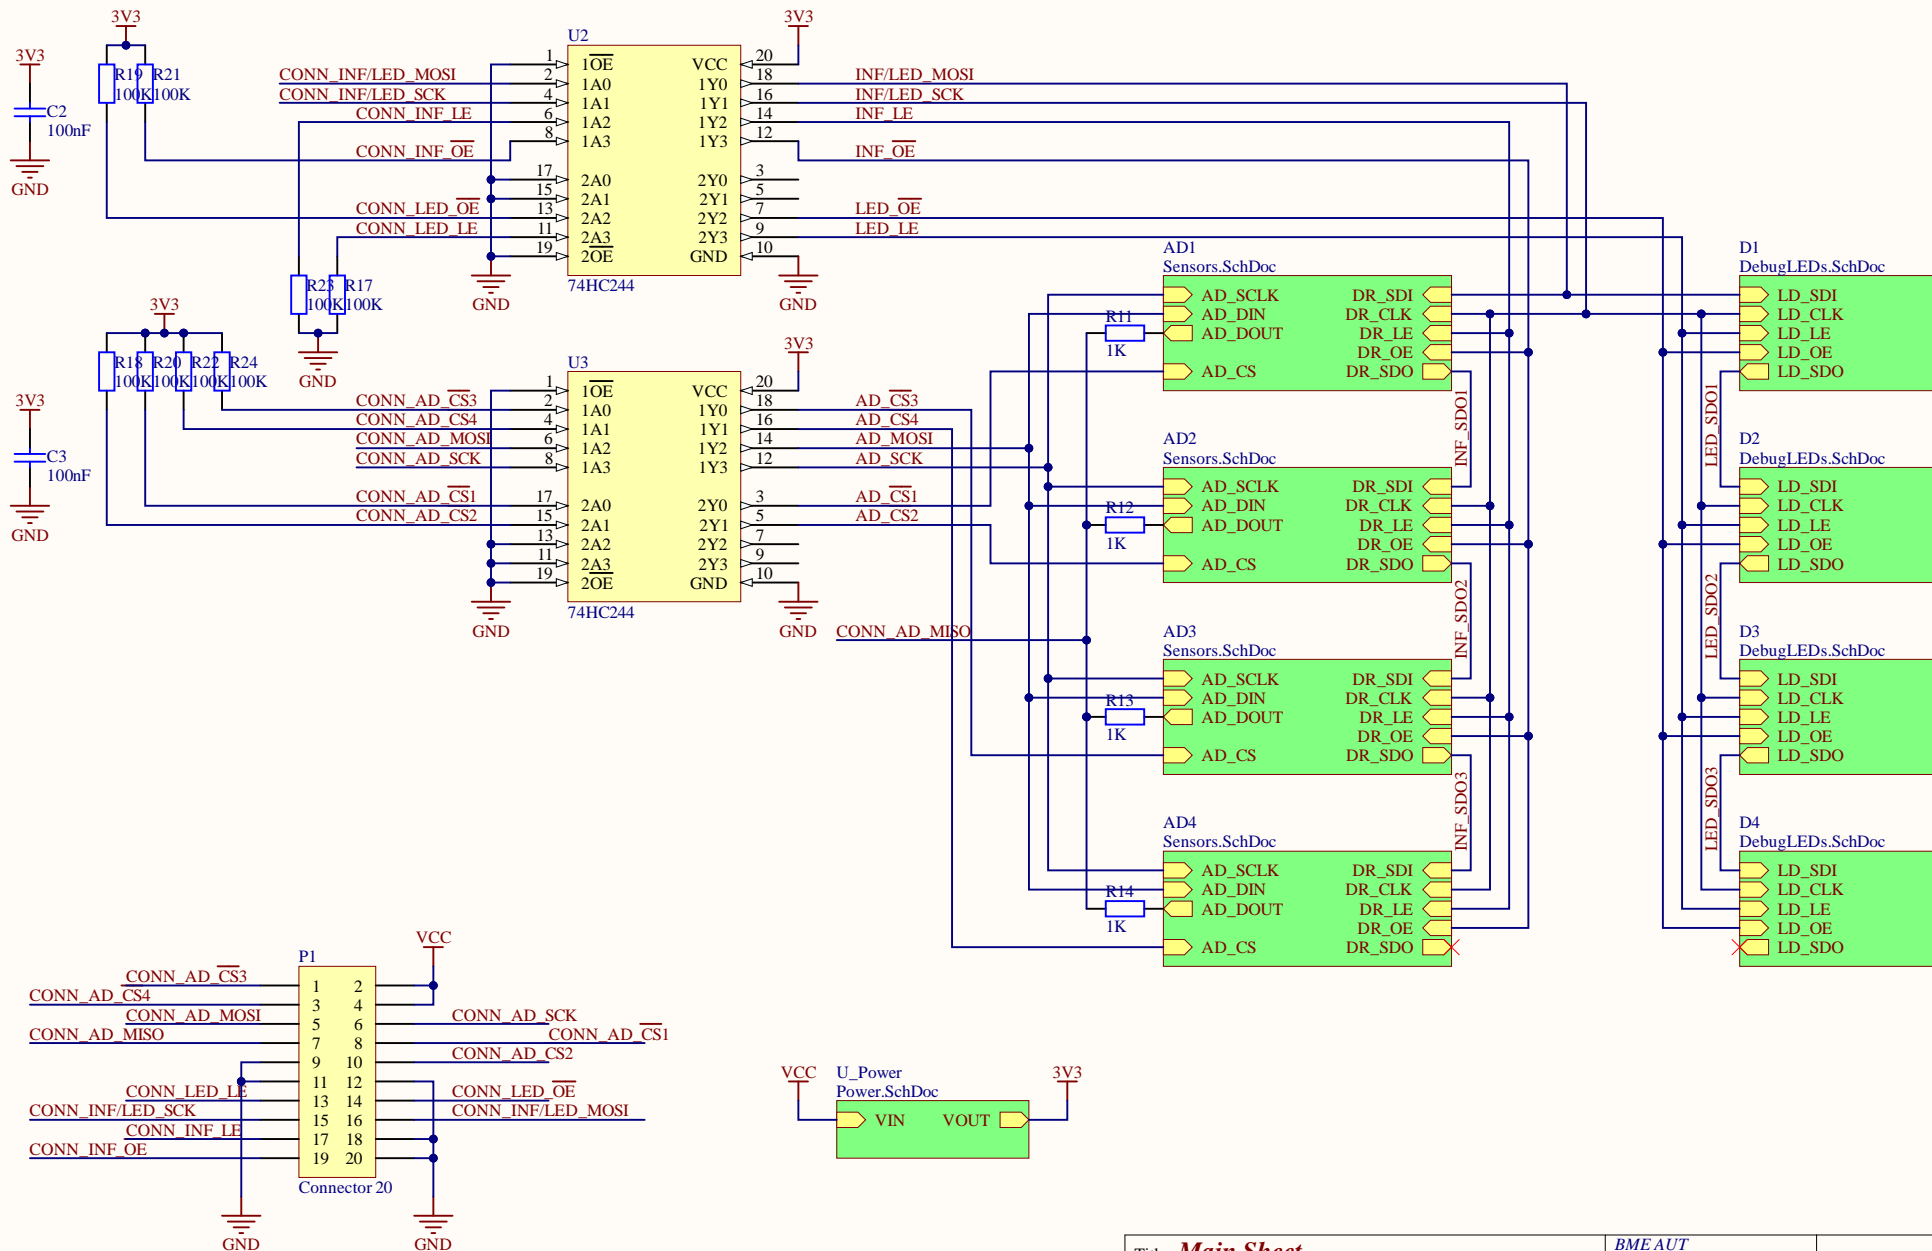 3V3
R19
100K
R21
100K
3V3
C2
100nF
GND
U2
CONN_INF/LED_MOSI
CONN_INF/LED_SCK
CONN_INF_LE
CONN_INF_OE
CONN_LED_OE
CONN_LED_LE
1 1OE VCC 20
2 1A0 1Y0 18
4 1A1 1Y1 16
6 1A2 1Y2 14
8 1A3 1Y3 12
17 2A0 2Y0 3
15 2A1 2Y1 5
13 2A2 2Y2 7
11 2A3 2Y3 9
19 2OE GND 10
74HC244
GND
3V3
GND
INF/LED_MOSI
INF/LED_SCK
INF_LE
INF_OE
LED_OE
LED_LE
R23
100K
R17
100K
GND
3V3
R18
100K
R20
100K
R22
100K
R24
100K
3V3
C3
100nF
GND
U3
CONN_AD_CS3
CONN_AD_CS4
CONN_AD_MOSI
CONN_AD_SCK
CONN_AD_CS1
CONN_AD_CS2
1 1OE VCC 20
2 1A0 1Y0 18
4 1A1 1Y1 16
6 1A2 1Y2 14
8 1A3 1Y3 12
17 2A0 2Y0 3
15 2A1 2Y1 5
13 2A2 2Y2 7
11 2A3 2Y3 9
19 2OE GND 10
74HC244
GND
3V3
GND
AD_CS3
AD_CS4
AD_MOSI
AD_SCK
AD_CS1
AD_CS2
CONN_AD_MISO
AD1
Sensors.SchDoc
AD_SCLK DR_SDI
AD_DIN DR_CLK
AD_DOUT DR_LE
DR_OE
AD_CS DR_SDO
R11
1K
INF_SDO1
AD2
Sensors.SchDoc
AD_SCLK DR_SDI
AD_DIN DR_CLK
AD_DOUT DR_LE
DR_OE
AD_CS DR_SDO
R12
1K
INF_SDO2
AD3
Sensors.SchDoc
AD_SCLK DR_SDI
AD_DIN DR_CLK
AD_DOUT DR_LE
DR_OE
AD_CS DR_SDO
R13
1K
INF_SDO3
AD4
Sensors.SchDoc
AD_SCLK DR_SDI
AD_DIN DR_CLK
AD_DOUT DR_LE
DR_OE
AD_CS DR_SDO
R14
1K
D1
DebugLEDs.SchDoc
LD_SDI
LD_CLK
LD_LE
LD_OE
LD_SDO
LED_SDO1
D2
DebugLEDs.SchDoc
LD_SDI
LD_CLK
LD_LE
LD_OE
LD_SDO
LED_SDO2
D3
DebugLEDs.SchDoc
LD_SDI
LD_CLK
LD_LE
LD_OE
LD_SDO
LED_SDO3
D4
DebugLEDs.SchDoc
LD_SDI
LD_CLK
LD_LE
LD_OE
LD_SDO
P1
VCC
CONN_AD_CS3 1 2
CONN_AD_CS4 3 4
CONN_AD_MOSI 5 6 CONN_AD_SCK
CONN_AD_MISO 7 8 CONN_AD_CS1
9 10 CONN_AD_CS2
11 12
CONN_LED_LE 13 14 CONN_LED_OE
CONN_INF/LED_SCK 15 16 CONN_INF/LED_MOSI
CONN_INF_LE 17 18
CONN_INF_OE 19 20
Connector 20
GND
GND
VCC
U_Power
Power.SchDoc
VIN VOUT
3V3
Main Sheet
BME AUT